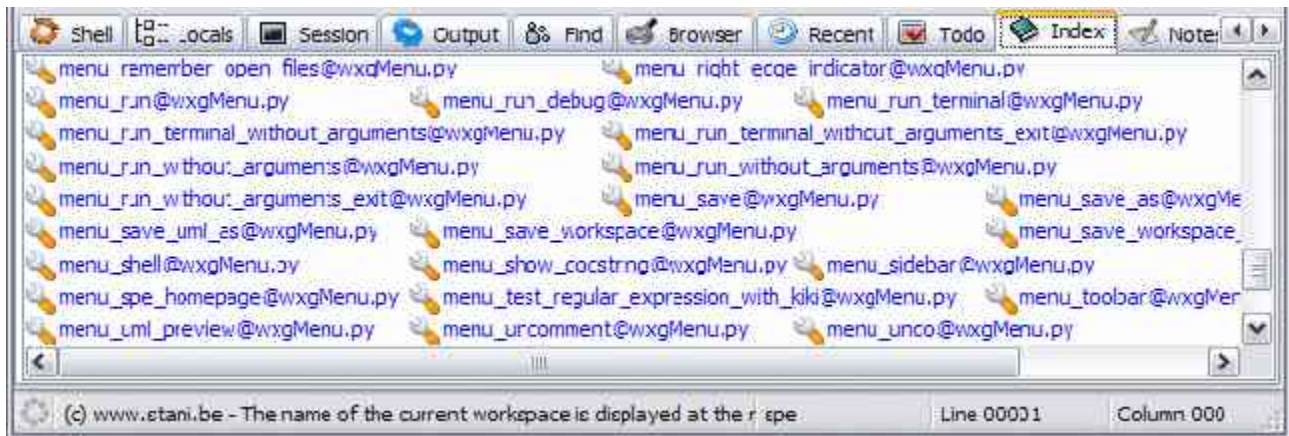 Shell Locals Session Output Find Browser Recent Todo Index Notes
menu_remember_open_files@wxgMenu.py menu_right_edge_indicator@wxgMenu.py
menu_run@wxgMenu.py menu_run_debug@wxgMenu.py menu_run_terminal@wxgMenu.py
menu_run_terminal_without_arguments@wxgMenu.py menu_run_terminal_without_arguments_exit@wxgMenu.py
menu_run_without_arguments@wxgMenu.py menu_run_without_arguments@wxgMenu.py
menu_run_without_arguments_exit@wxgMenu.py menu_save@wxgMenu.py menu_save_as@wxgMe
menu_save_uml_as@wxgMenu.py menu_save_workspace@wxgMenu.py menu_save_workspace_
menu_shell@wxgMenu.py menu_show_docstring@wxgMenu.py menu_sidebar@wxgMenu.py
menu_spe_homepage@wxgMenu.py menu_test_regular_expression_with_kiki@wxgMenu.py menu_toolbar@wxgMer
menu_uml_preview@wxgMenu.py menu_uncomment@wxgMenu.py menu_unco@wxgMenu.py
(c) www.stani.be - The name of the current workspace is displayed at the r spe Line 00031 Column 000